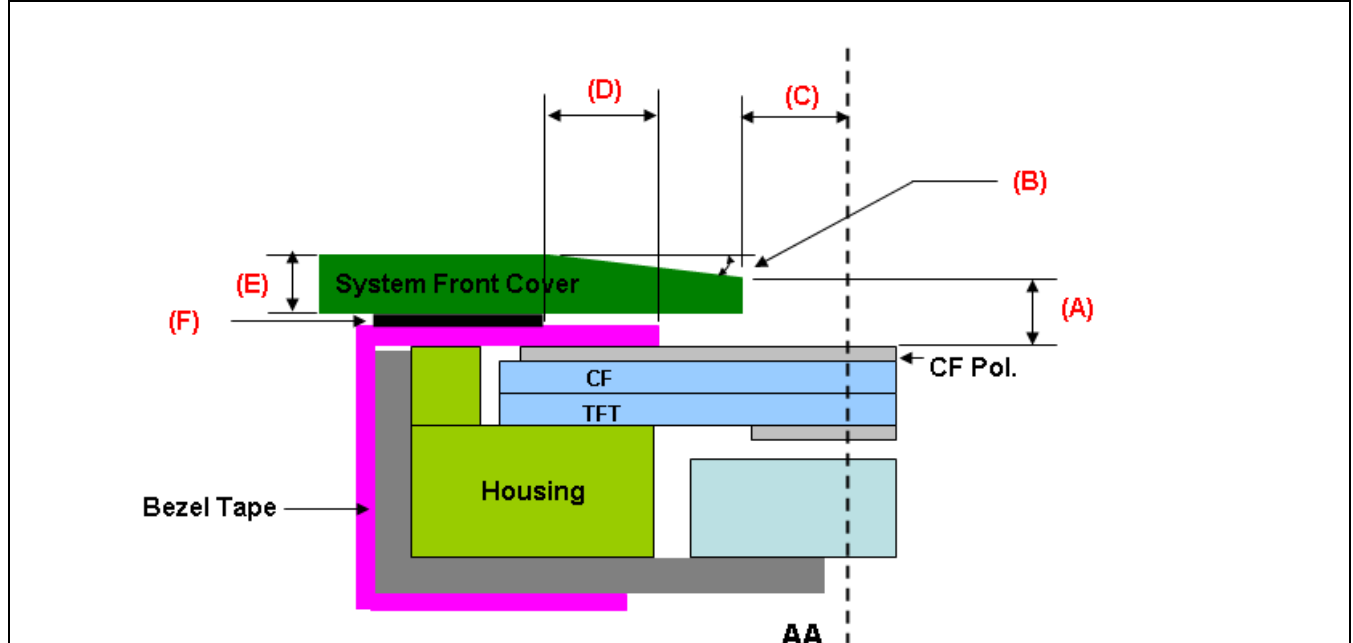 (D)
(C)
(B)
(E)
System Front Cover
(A)
(F)
CF Pol.
CF
TFT
Housing
Bezel Tape
AA